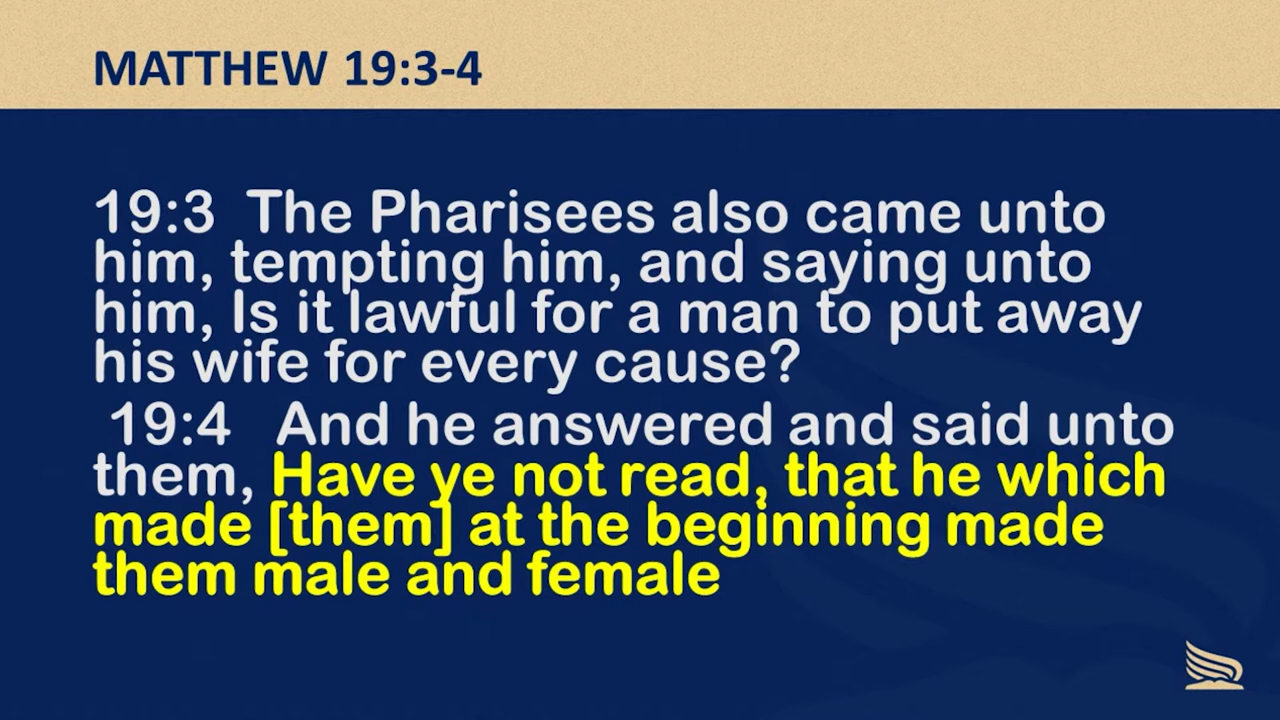 MATTHEW 19:3-4
19:3 The Pharisees also came unto
him, tempting him, and saying unto
him, Is it lawful for a man to put away
his wife for every cause?
19:4 And he answered and said unto
them, Have ye not read, that he which
made [them] at the beginning made
them male and female